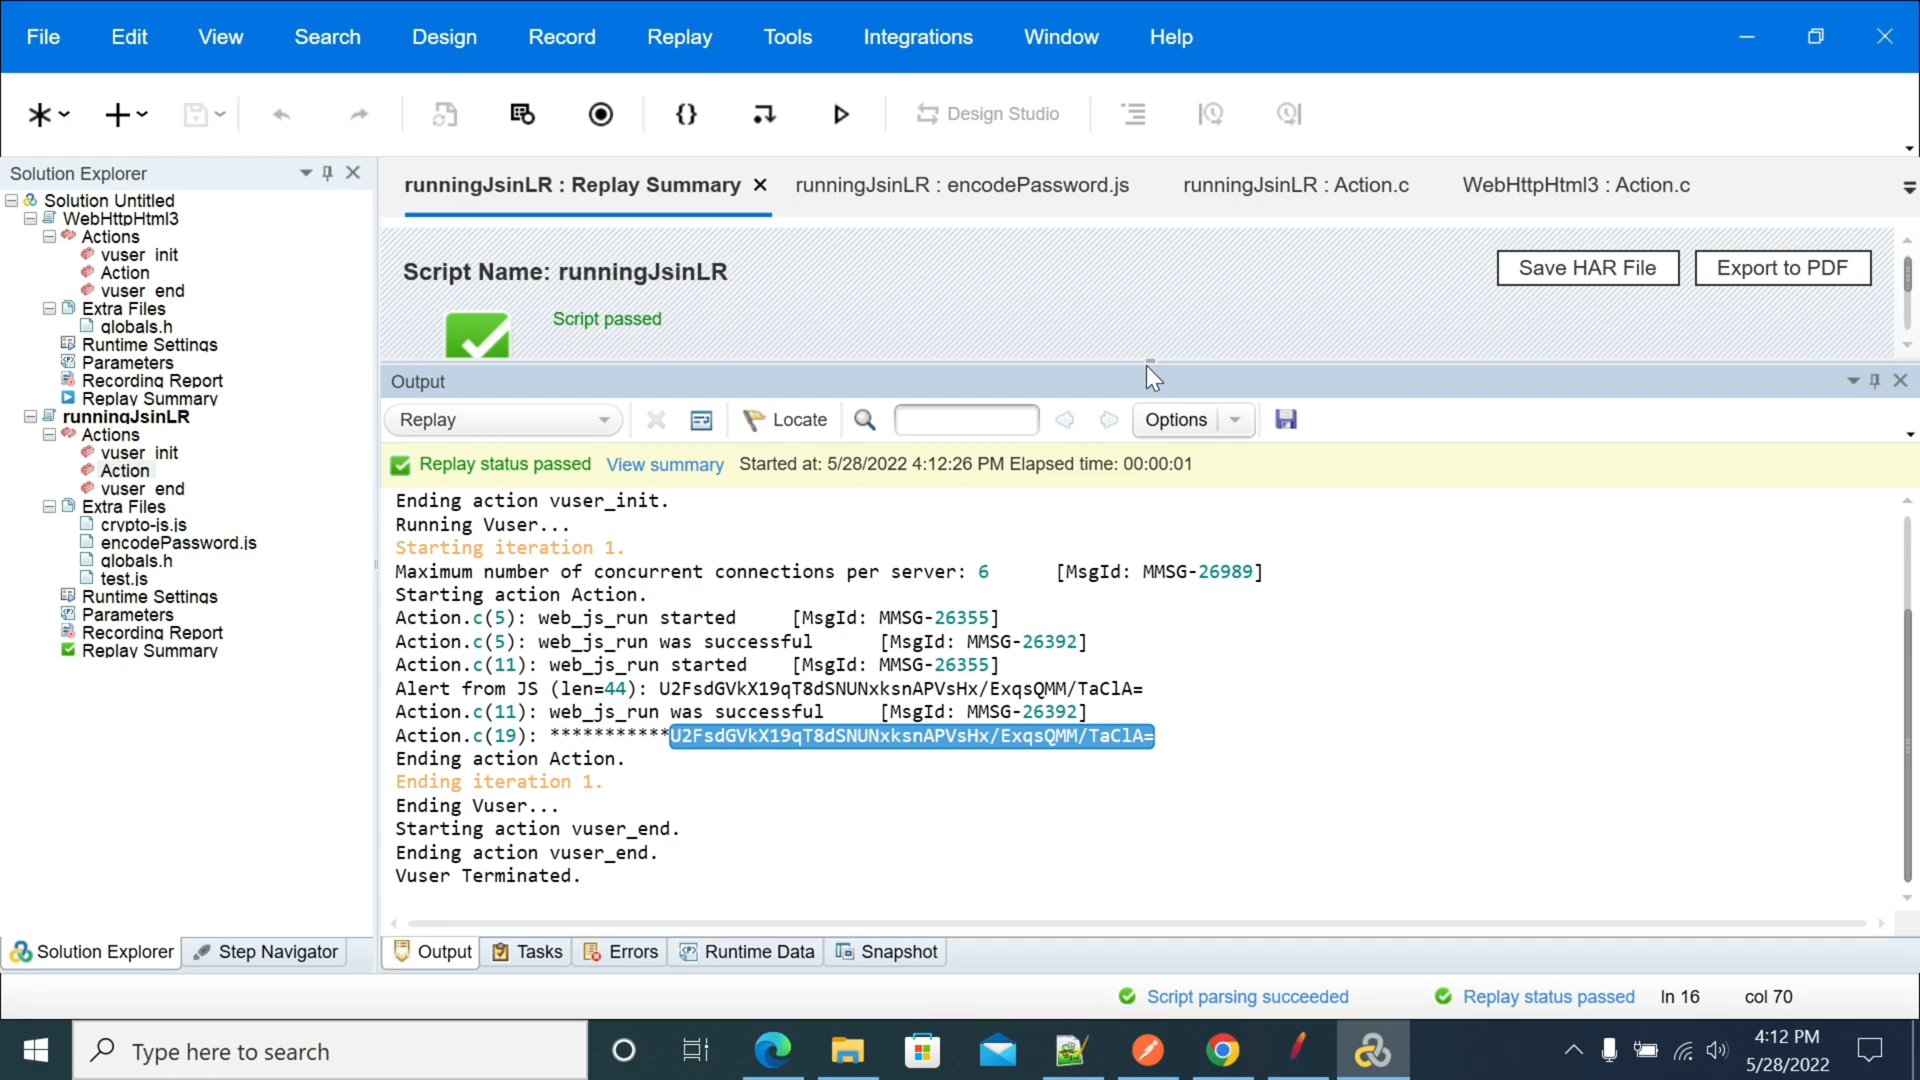 File Edit View Search Design Record Replay Tools Integrations Window Help
Design Studio
Solution Explorer
Solution Untitled
WebHttpHtml3
Actions
vuser_init
Action
vuser_end
Extra Files
globals.h
Runtime Settings
Parameters
Recording Report
Replay Summary
runningJsinLR
Actions
vuser_init
Action
vuser_end
Extra Files
crypto-js.js
encodePassword.js
globals.h
test.js
Runtime Settings
Parameters
Recording Report
Replay Summary
Solution Explorer Step Navigator
runningJsinLR : Replay Summary runningJsinLR : encodePassword.js runningJsinLR : Action.c WebHttpHtml3 : Action.c
Script Name: runningJsinLR
Save HAR File Export to PDF
Script passed
Output
Replay Locate Options
Replay status passed View summary Started at: 5/28/2022 4:12:26 PM Elapsed time: 00:00:01
Ending action vuser_init.
Running Vuser...
Starting iteration 1.
Maximum number of concurrent connections per server: 6 [MsgId: MMSG-26989]
Starting action Action.
Action.c(5): web_js_run started [MsgId: MMSG-26355]
Action.c(5): web_js_run was successful [MsgId: MMSG-26392]
Action.c(11): web_js_run started [MsgId: MMSG-26355]
Alert from JS (len=44): U2FsdGVkX19qT8dSNUNxksnAPVsHx/ExqsQMM/TaClA=
Action.c(11): web_js_run was successful [MsgId: MMSG-26392]
Action.c(19): ***********U2FsdGVkX19qT8dSNUNxksnAPVsHx/ExqsQMM/TaClA=
Ending action Action.
Ending iteration 1.
Ending Vuser...
Starting action vuser_end.
Ending action vuser_end.
Vuser Terminated.
Output Tasks Errors Runtime Data Snapshot
Script parsing succeeded Replay status passed ln 16 col 70
Type here to search
4:12 PM
5/28/2022